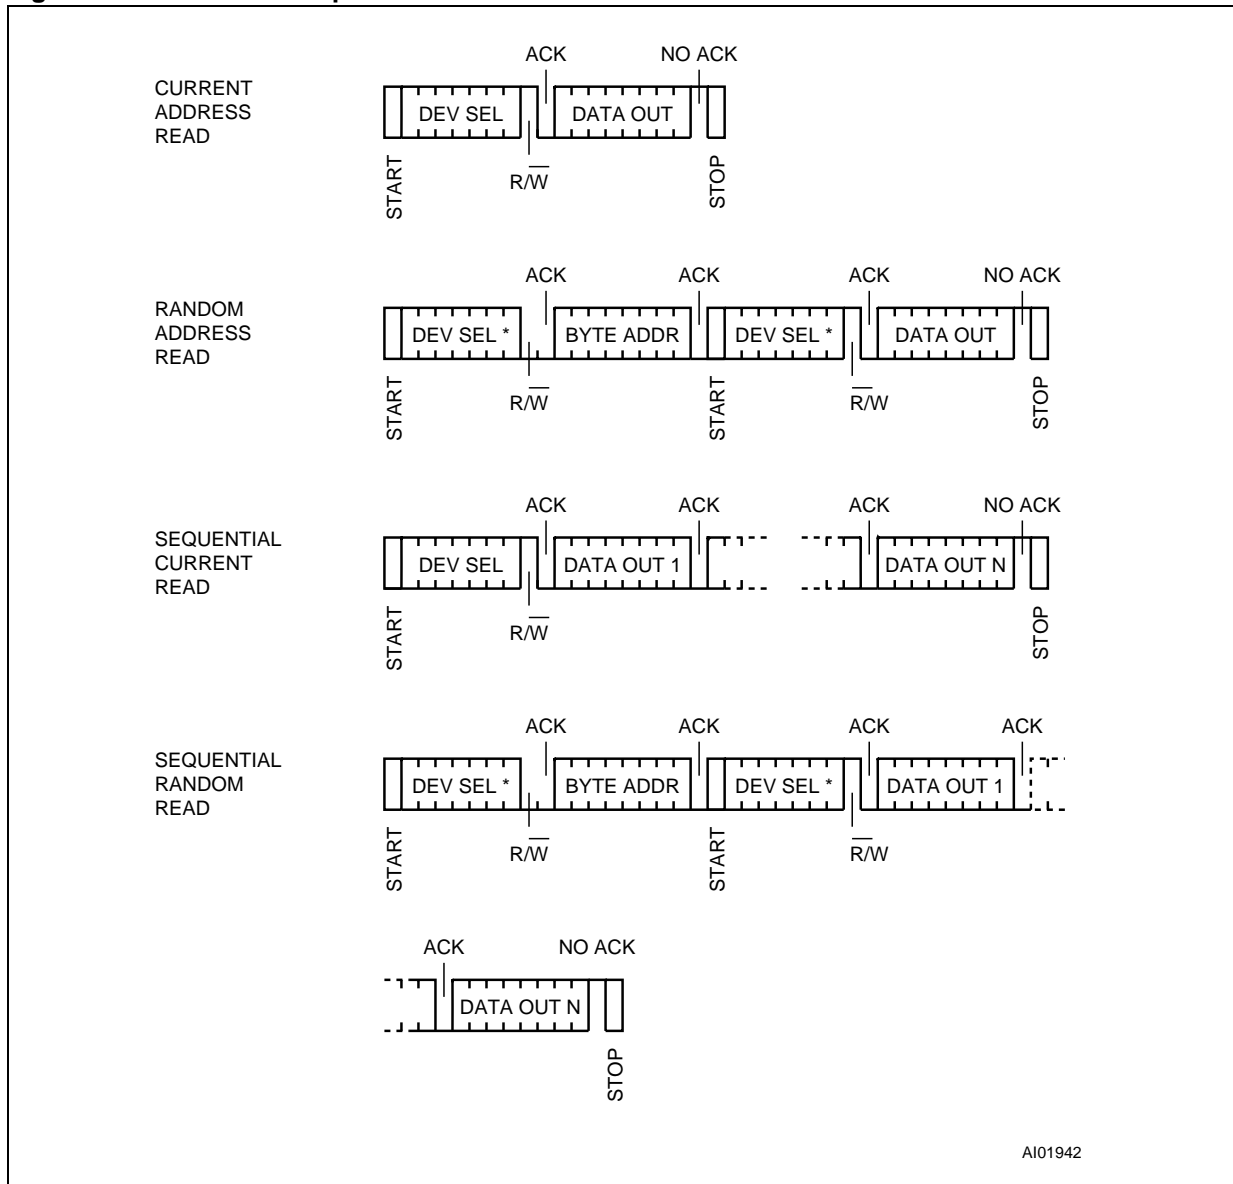 ACK NO ACK
CURRENT
ADDRESS
READ
DEV SEL DATA OUT
START R/W̅ STOP
ACK ACK ACK NO ACK
RANDOM
ADDRESS
READ
DEV SEL * BYTE ADDR DEV SEL * DATA OUT
START R/W̅ START R̅/W STOP
ACK ACK ACK NO ACK
SEQUENTIAL
CURRENT
READ
DEV SEL DATA OUT 1 DATA OUT N
START R/W̅ STOP
ACK ACK ACK ACK
SEQUENTIAL
RANDOM
READ
DEV SEL * BYTE ADDR DEV SEL * DATA OUT 1
START R/W̅ START R̅/W
ACK NO ACK
DATA OUT N
STOP
AI01942